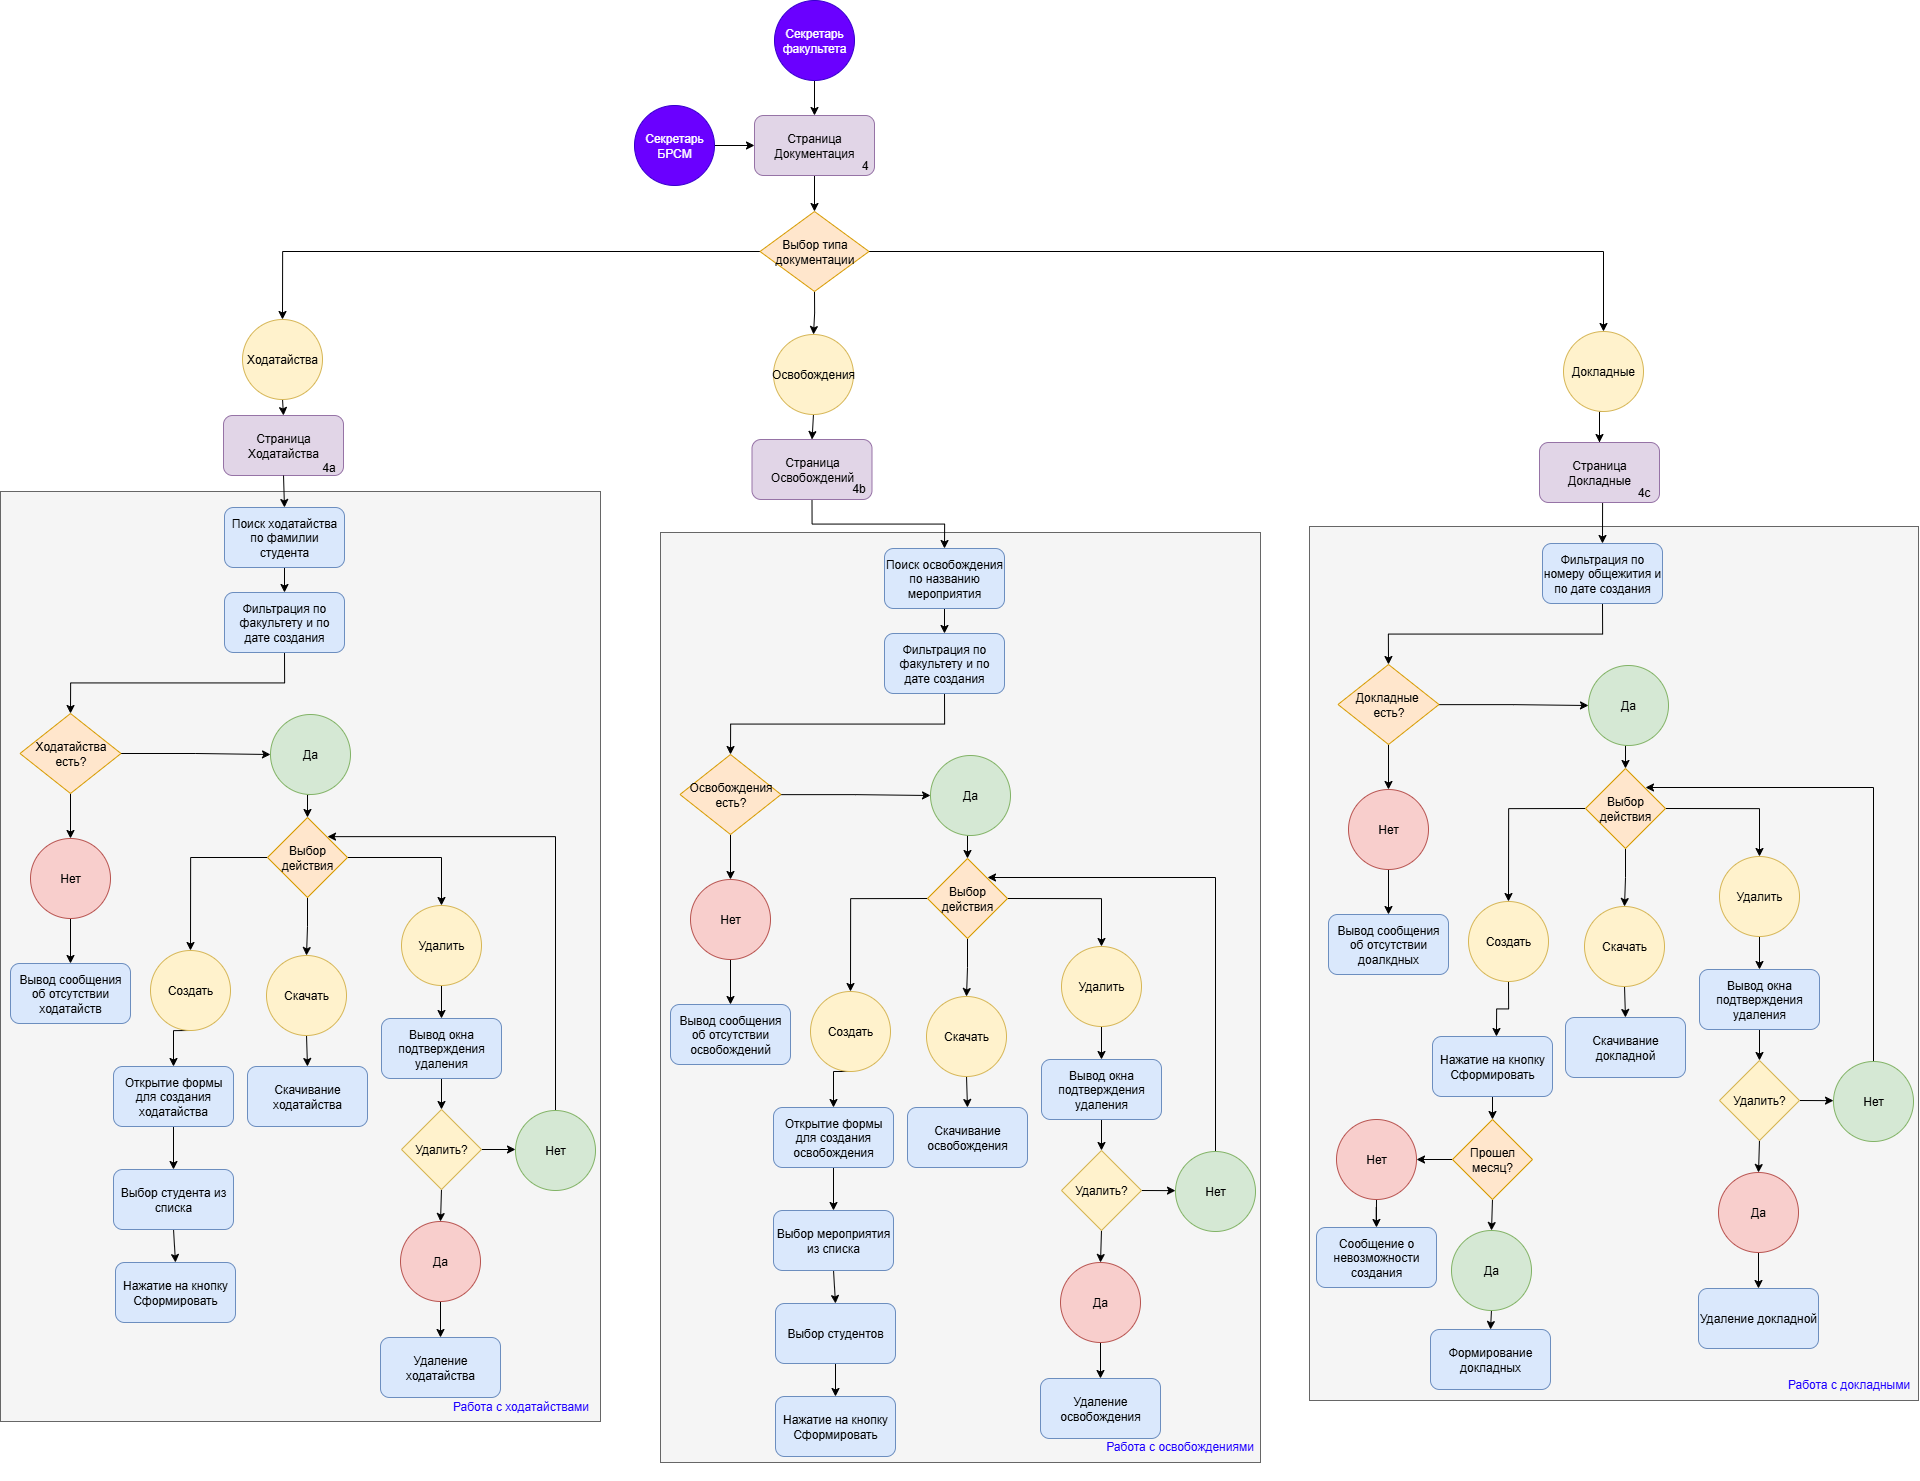 Секретарь
факультета
Секретарь
БРСМ
Страница
Документация
4
Выбор типа
документации
Ходатайства
Освобождения
Докладные
Страница
Ходатайства
4a
Страница
Освобождений
4b
Страница
Докладные
4c
Поиск ходатайства
по фамилии
студента
Фильтрация по
факультету и по
дате создания
Ходатайства
есть?
Да
Нет
Выбор
действия
Вывод сообщения
об отсутствии
ходатайств
Создать
Скачать
Удалить
Открытие формы
для создания
ходатайства
Скачивание
ходатайства
Вывод окна
подтверждения
удаления
Удалить?
Нет
Выбор студента из
списка
Нажатие на кнопку
Сформировать
Да
Удаление
ходатайства
Работа с ходатайствами
Поиск освобождения
по названию
мероприятия
Фильтрация по
факультету и по
дате создания
Освобождения
есть?
Да
Нет
Выбор
действия
Вывод сообщения
об отсутствии
освобождений
Создать
Скачать
Удалить
Открытие формы
для создания
освобождения
Скачивание
освобождения
Вывод окна
подтверждения
удаления
Удалить?
Нет
Выбор мероприятия
из списка
Выбор студентов
Нажатие на кнопку
Сформировать
Да
Удаление
освобождения
Работа с освобождениями
Фильтрация по
номеру общежития и
по дате создания
Докладные
есть?
Да
Нет
Выбор
действия
Вывод сообщения
об отсутствии
доалкдных
Создать
Скачать
Удалить
Нажатие на кнопку
Сформировать
Скачивание
докладной
Вывод окна
подтверждения
удаления
Удалить?
Нет
Прошел
месяц?
Нет
Сообщение о
невозможности
создания
Да
Формирование
докладных
Да
Удаление докладной
Работа с докладными